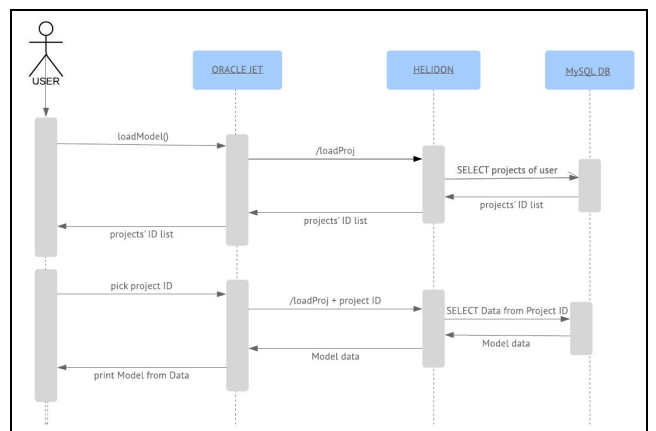 USER
ORACLE JET
HELIDON
MySQL DB
loadModel()
/loadProj
SELECT projects of user
projects' ID list
projects' ID list
projects' ID list
pick project ID
/loadProj + project ID
SELECT Data from Project ID
Model data
Model data
print Model from Data